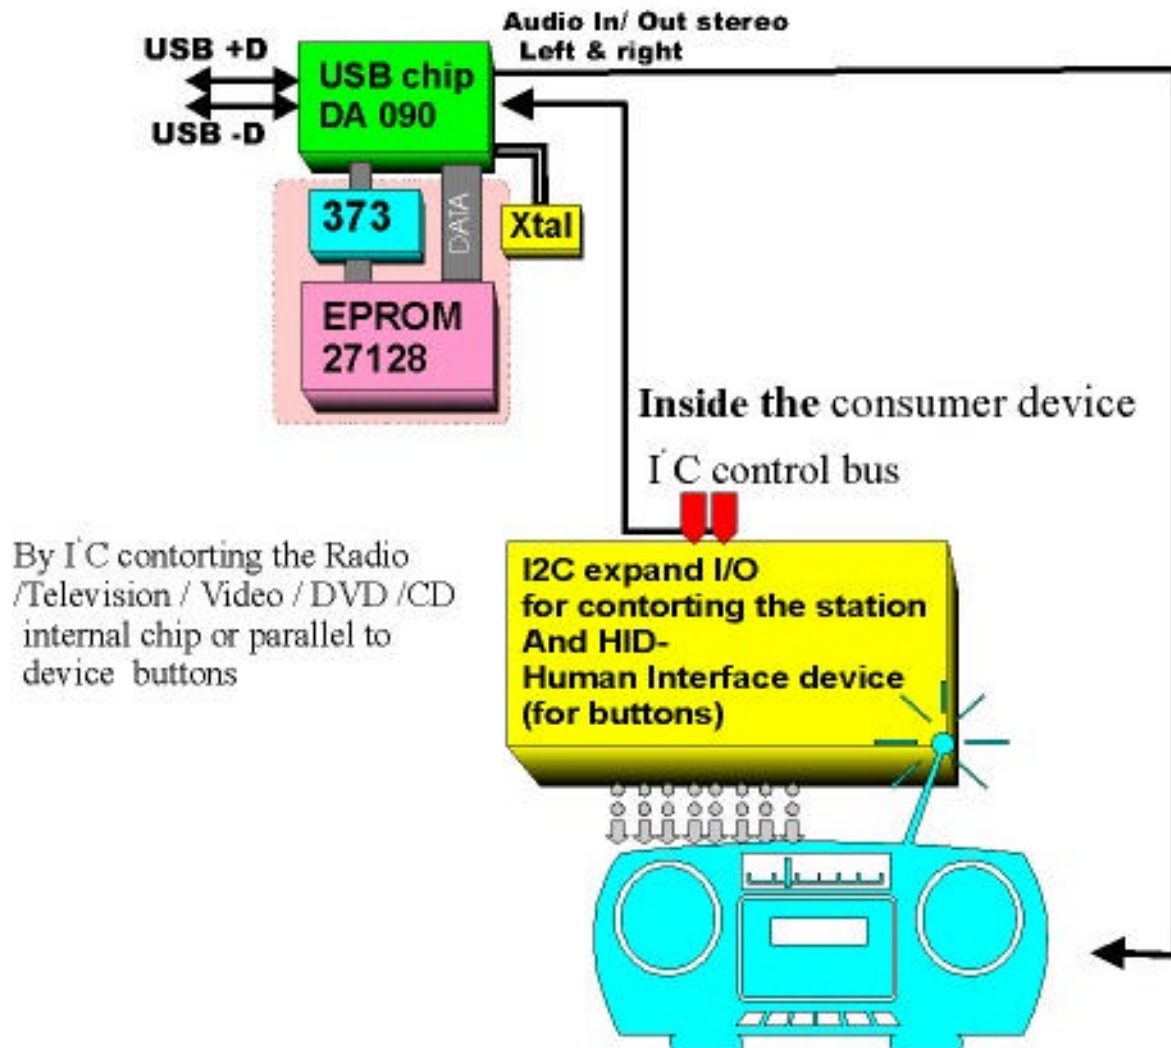 Audio In/ Out stereo
Left & right
USB +D
USB -D
USB chip
DA 090
373
DATA
Xtal
EPROM
27128
Inside the consumer device
I'C control bus
By I'C contorting the Radio
/Television / Video / DVD /CD
internal chip or parallel to
device buttons
I2C expand I/O
for contorting the station
And HID-
Human Interface device
(for buttons)